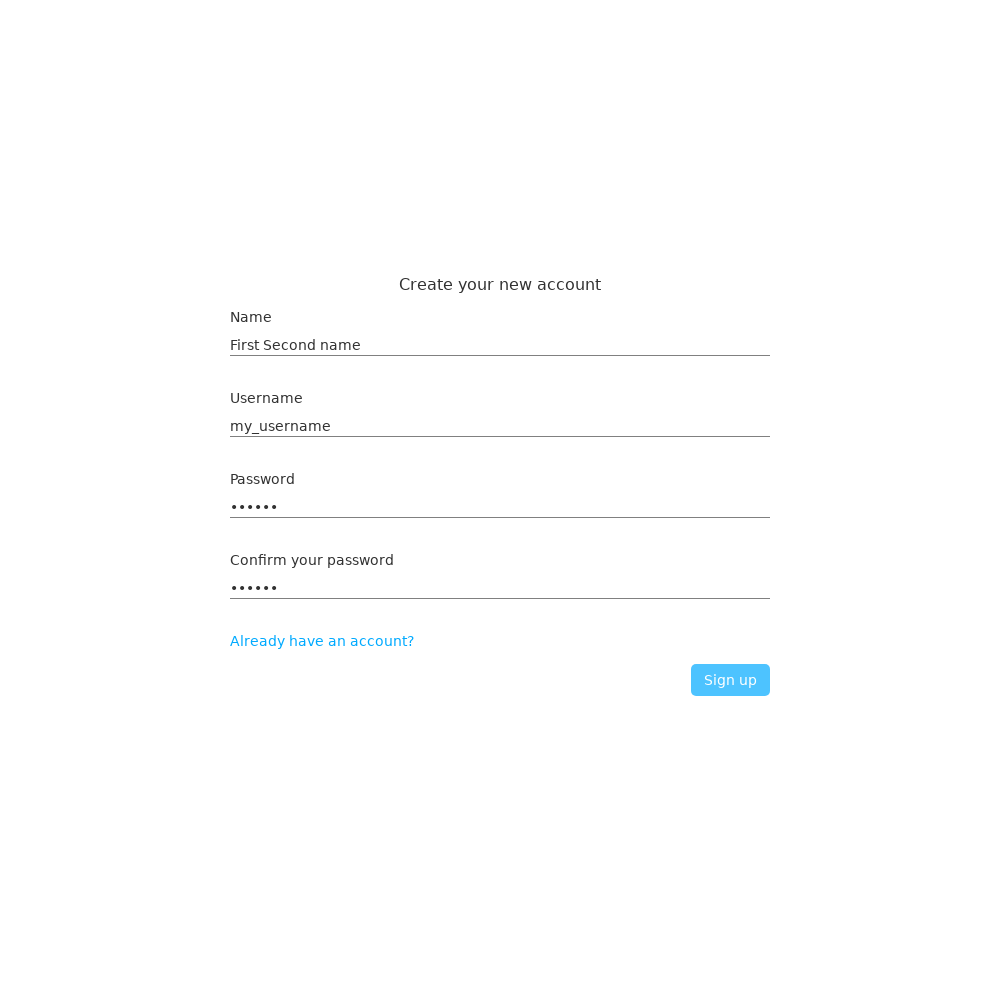 Create your new account
Name
First Second name
Username
my_username
Password
••••••
Confirm your password
••••••
Already have an account?
Sign up